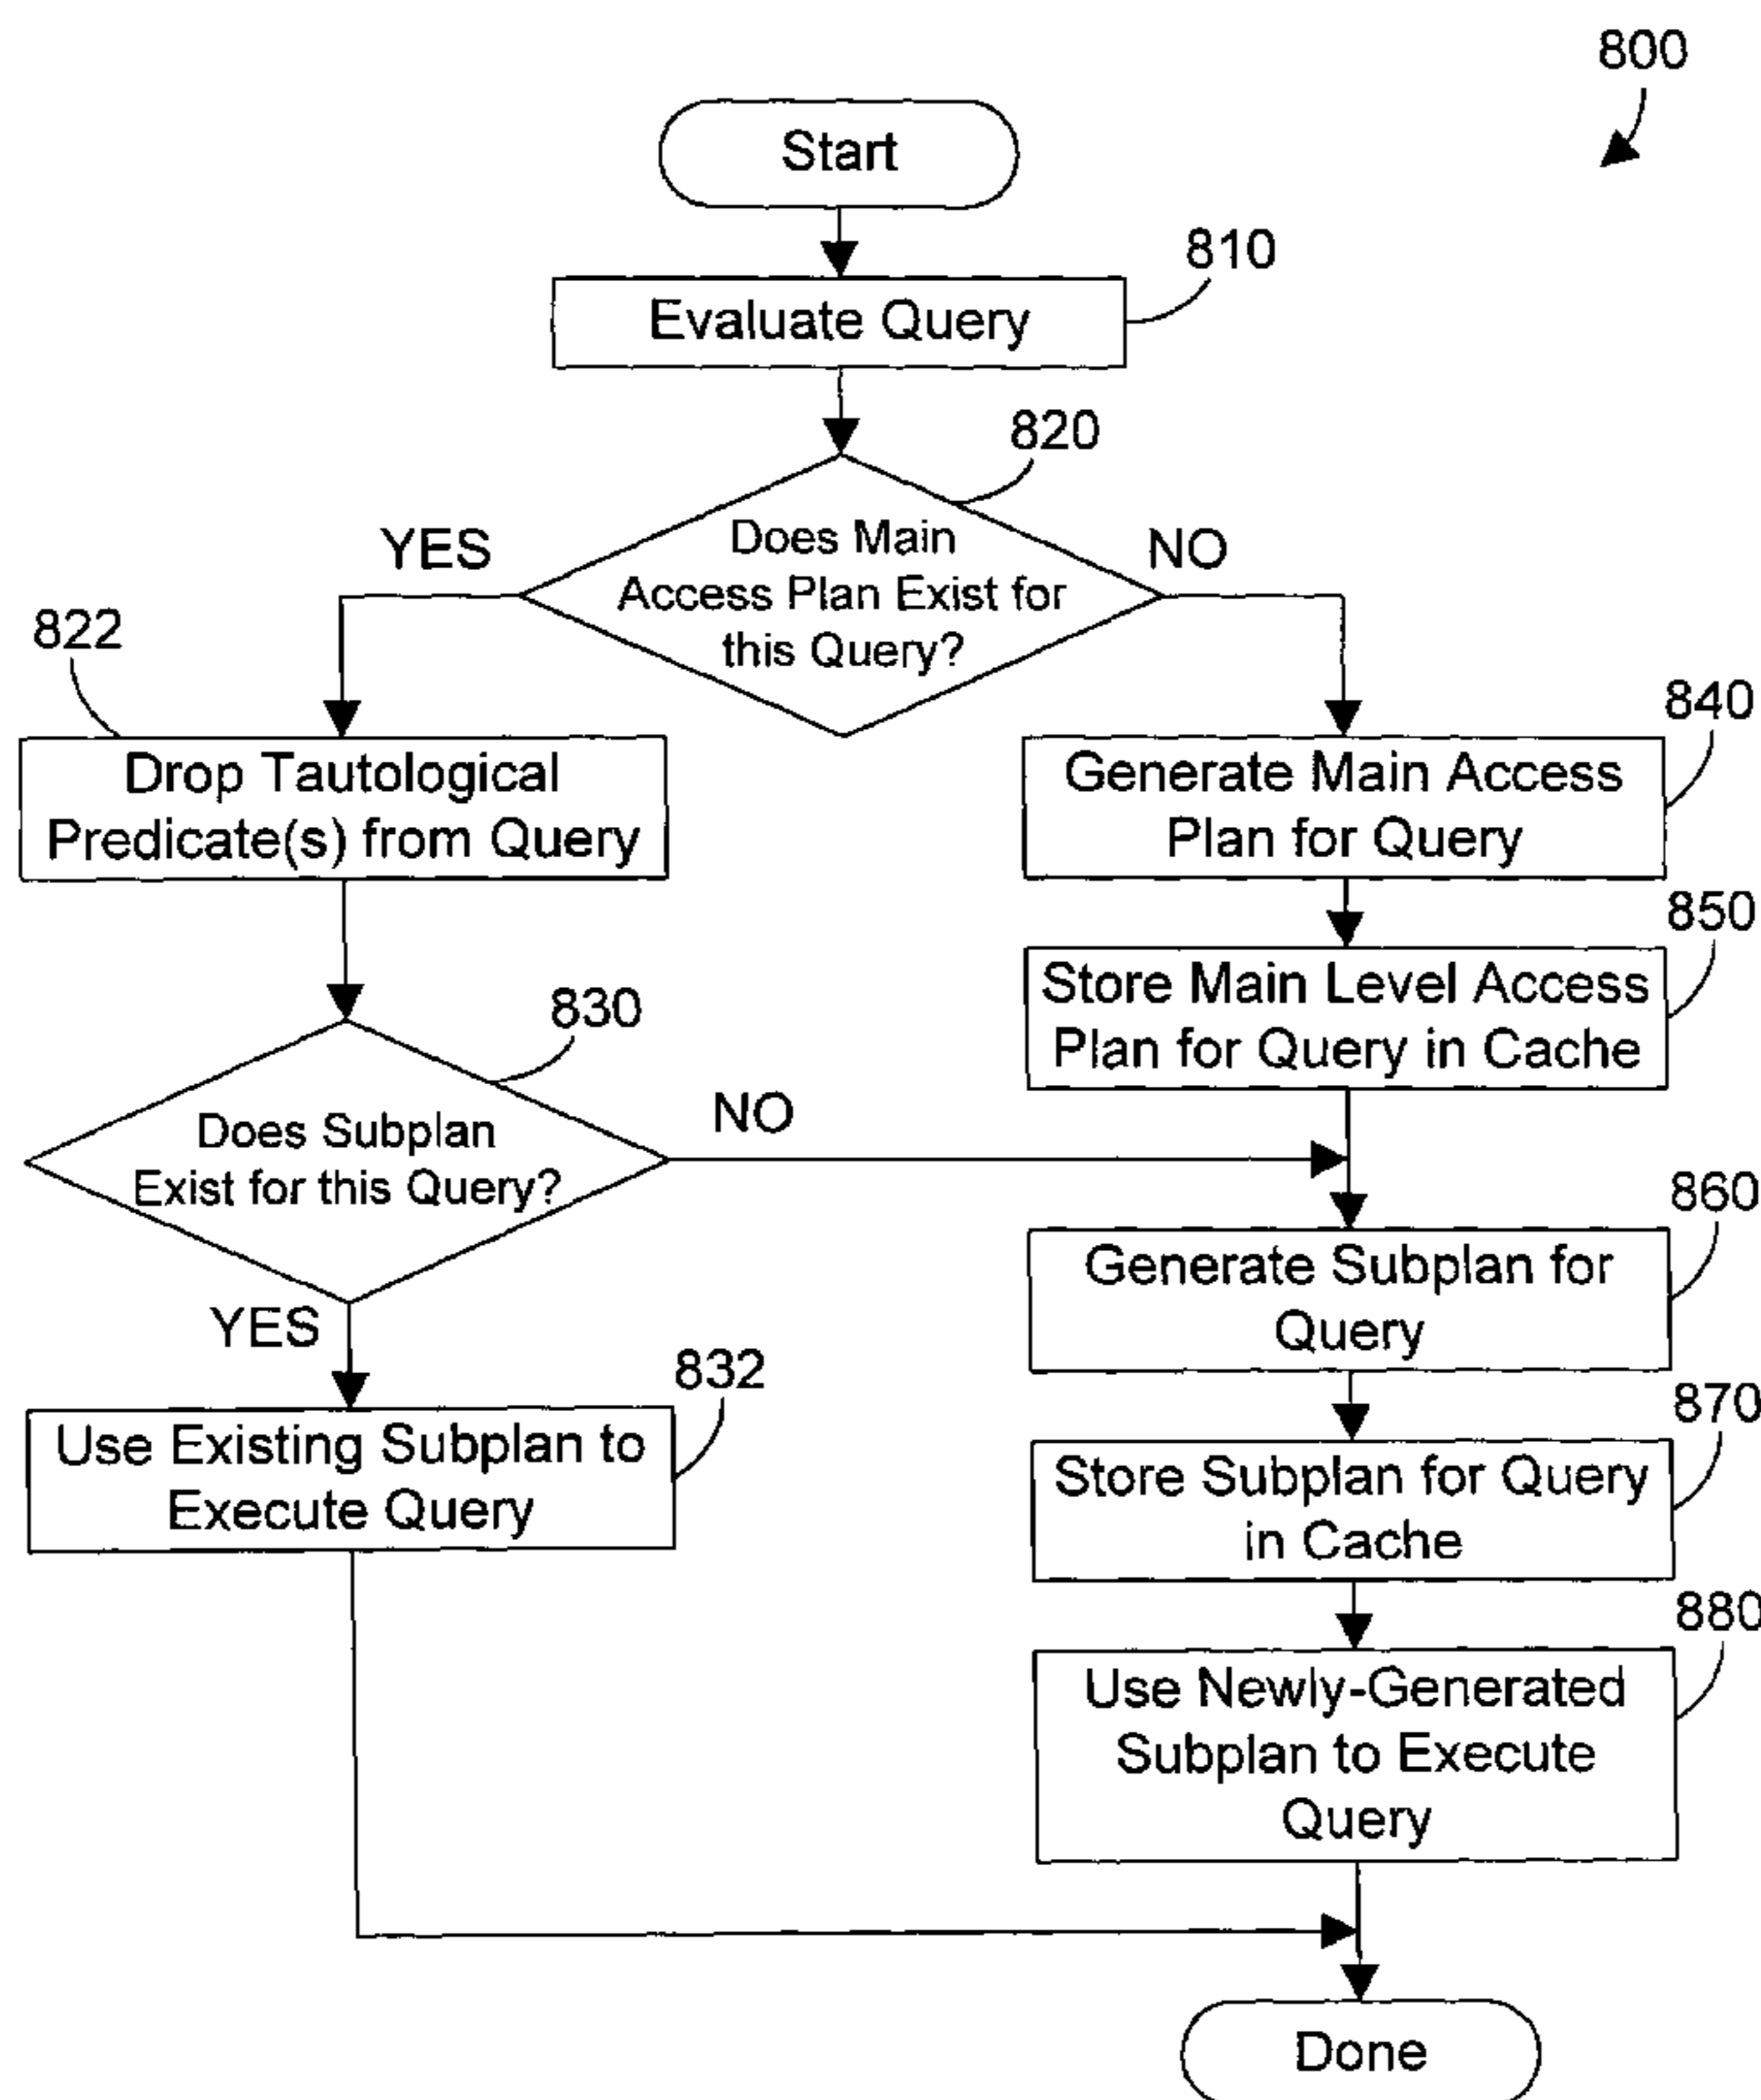 800
Start
810
Evaluate Query
820
Does Main
Access Plan Exist for
this Query?
YES
NO
822
Drop Tautological
Predicate(s) from Query
840
Generate Main Access
Plan for Query
850
Store Main Level Access
Plan for Query in Cache
830
Does Subplan
Exist for this Query?
NO
YES
860
Generate Subplan for
Query
832
Use Existing Subplan to
Execute Query
870
Store Subplan for Query
in Cache
880
Use Newly-Generated
Subplan to Execute
Query
Done